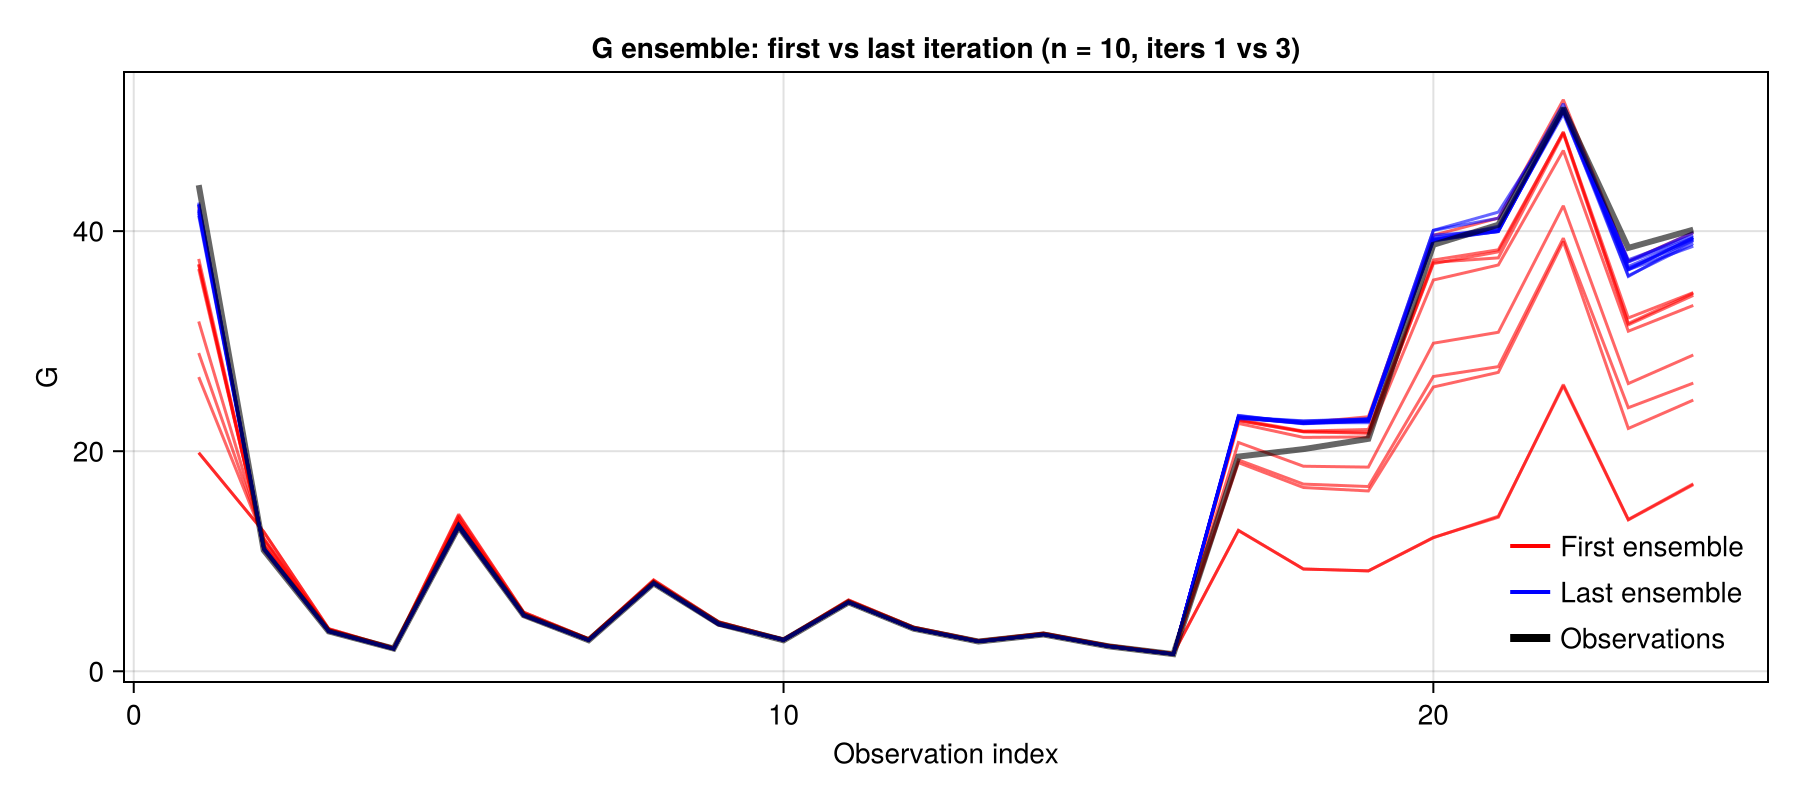 G ensemble: first vs last iteration (n = 10, iters 1 vs 3)
G
40
20
0
First ensemble
Last ensemble
Observations
0 10 20
Observation index